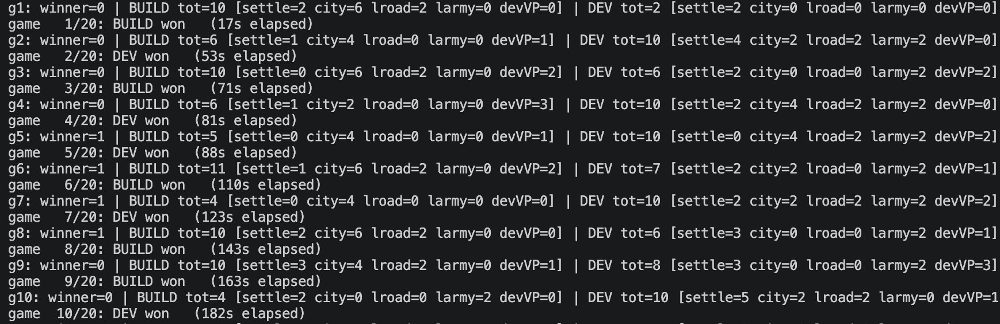 g1: winner=0 | BUILD tot=10 [settle=2 city=6 lroad=0 larmy=0 devVP=0] | DEV tot=2 [settle=2 city=0 lroad=0 larmy=0 devVP=0]
game   1/20: BUILD won   (17s elapsed)
g2: winner=0 | BUILD tot=6 [settle=1 city=4 lroad=0 larmy=0 devVP=1] | DEV tot=10 [settle=4 city=2 lroad=2 larmy=2 devVP=0]
game   2/20: DEV won   (53s elapsed)
g3: winner=0 | BUILD tot=10 [settle=0 city=6 lroad=2 larmy=0 devVP=2] | DEV tot=6 [settle=2 city=0 lroad=0 larmy=2 devVP=2]
game   3/20: BUILD won   (71s elapsed)
g4: winner=0 | BUILD tot=6 [settle=1 city=2 lroad=0 larmy=0 devVP=3] | DEV tot=10 [settle=2 city=4 lroad=2 larmy=2 devVP=0]
game   4/20: DEV won   (81s elapsed)
g5: winner=1 | BUILD tot=5 [settle=0 city=4 lroad=0 larmy=0 devVP=1] | DEV tot=10 [settle=0 city=4 lroad=2 larmy=2 devVP=2]
game   5/20: DEV won   (88s elapsed)
g6: winner=1 | BUILD tot=11 [settle=1 city=6 lroad=2 larmy=0 devVP=2] | DEV tot=7 [settle=2 city=2 lroad=0 larmy=2 devVP=1]
game   6/20: BUILD won   (110s elapsed)
g7: winner=1 | BUILD tot=4 [settle=0 city=4 lroad=0 larmy=0 devVP=0] | DEV tot=10 [settle=2 city=2 lroad=2 larmy=2 devVP=2]
game   7/20: DEV won   (123s elapsed)
g8: winner=1 | BUILD tot=10 [settle=2 city=6 lroad=2 larmy=0 devVP=0] | DEV tot=6 [settle=3 city=0 lroad=0 larmy=2 devVP=1]
game   8/20: BUILD won   (143s elapsed)
g9: winner=0 | BUILD tot=10 [settle=3 city=4 lroad=2 larmy=0 devVP=1] | DEV tot=8 [settle=3 city=0 lroad=0 larmy=2 devVP=3]
game   9/20: BUILD won   (163s elapsed)
g10: winner=0 | BUILD tot=4 [settle=2 city=0 lroad=0 larmy=2 devVP=0] | DEV tot=10 [settle=5 city=2 lroad=2 larmy=0 devVP=1
game  10/20: DEV won   (182s elapsed)